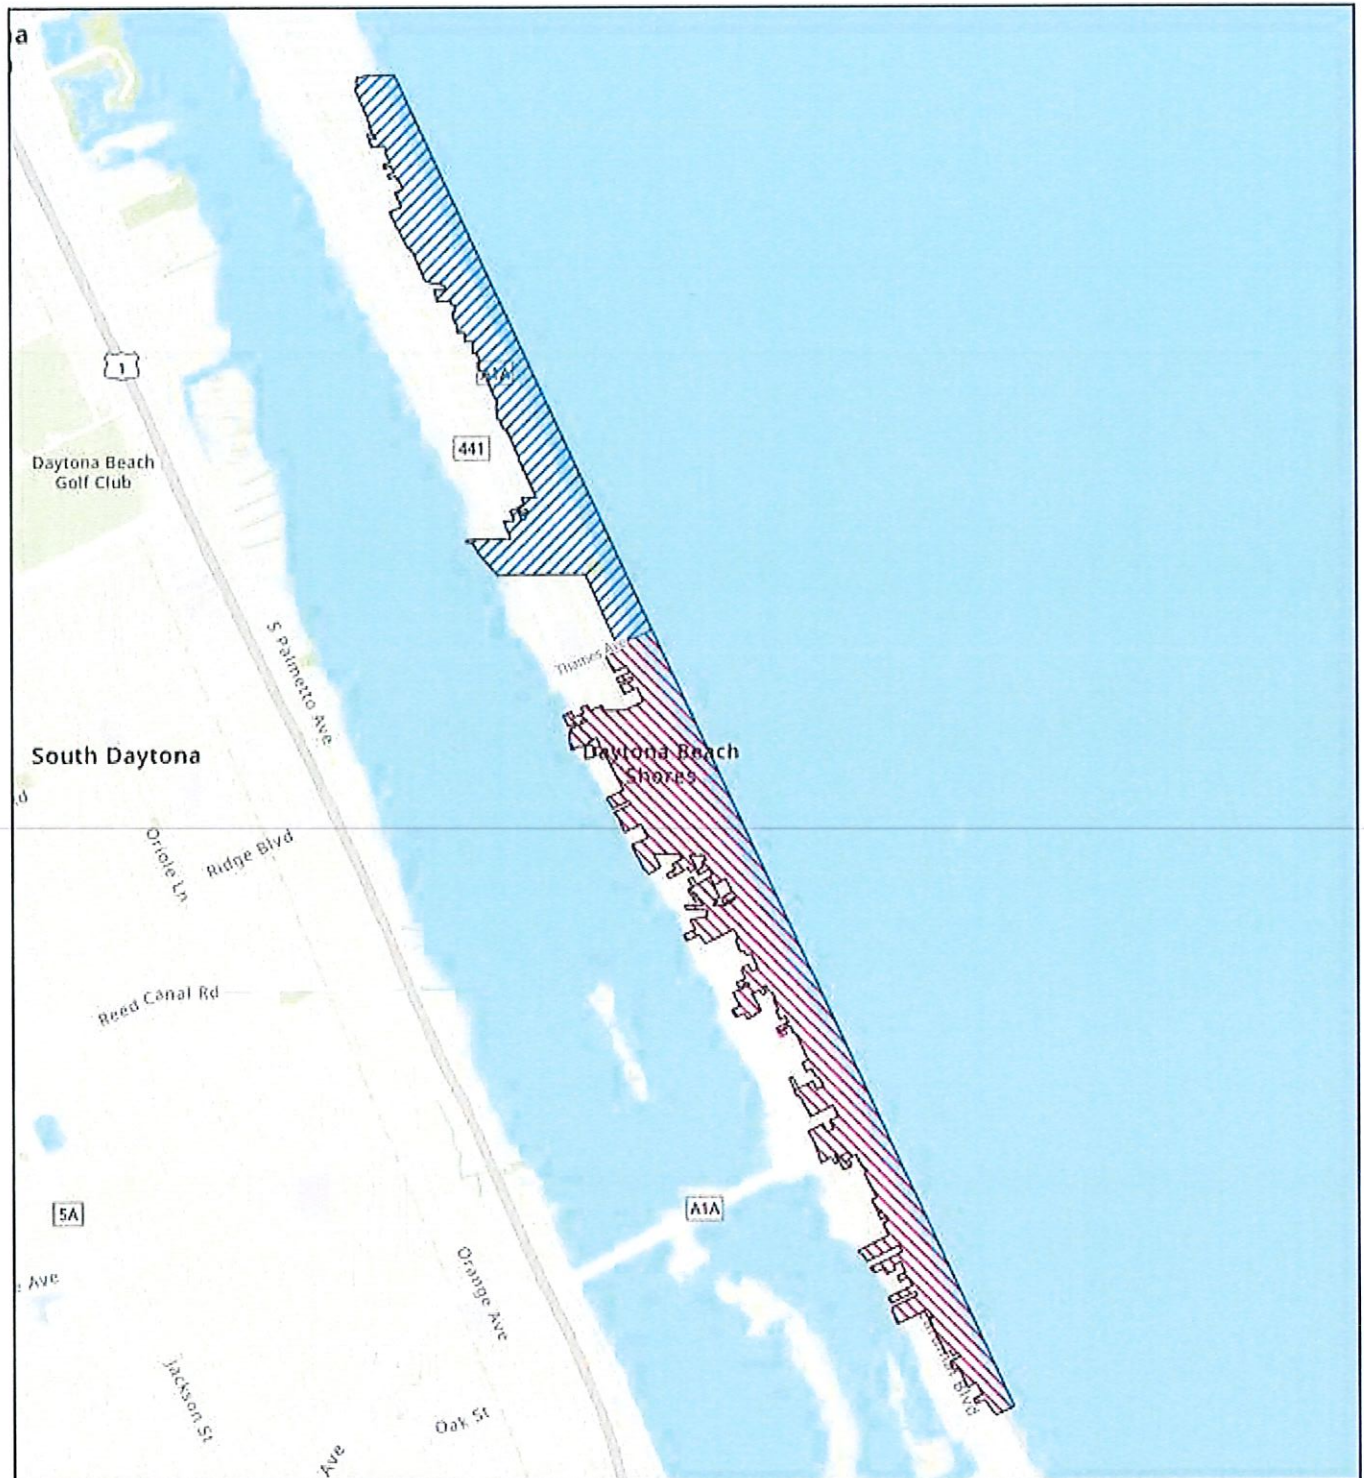 a
1
A1A
441
Daytona Beach
Golf Club
S Palmetto Ave
Thames Ave
South Daytona
Daytona Beach
Shores
Oriole Ln
Ridge Blvd
Reed Canal Rd
5A
A1A
Ave
Orange Ave
Blvd
Jackson St
Oak St
Ave